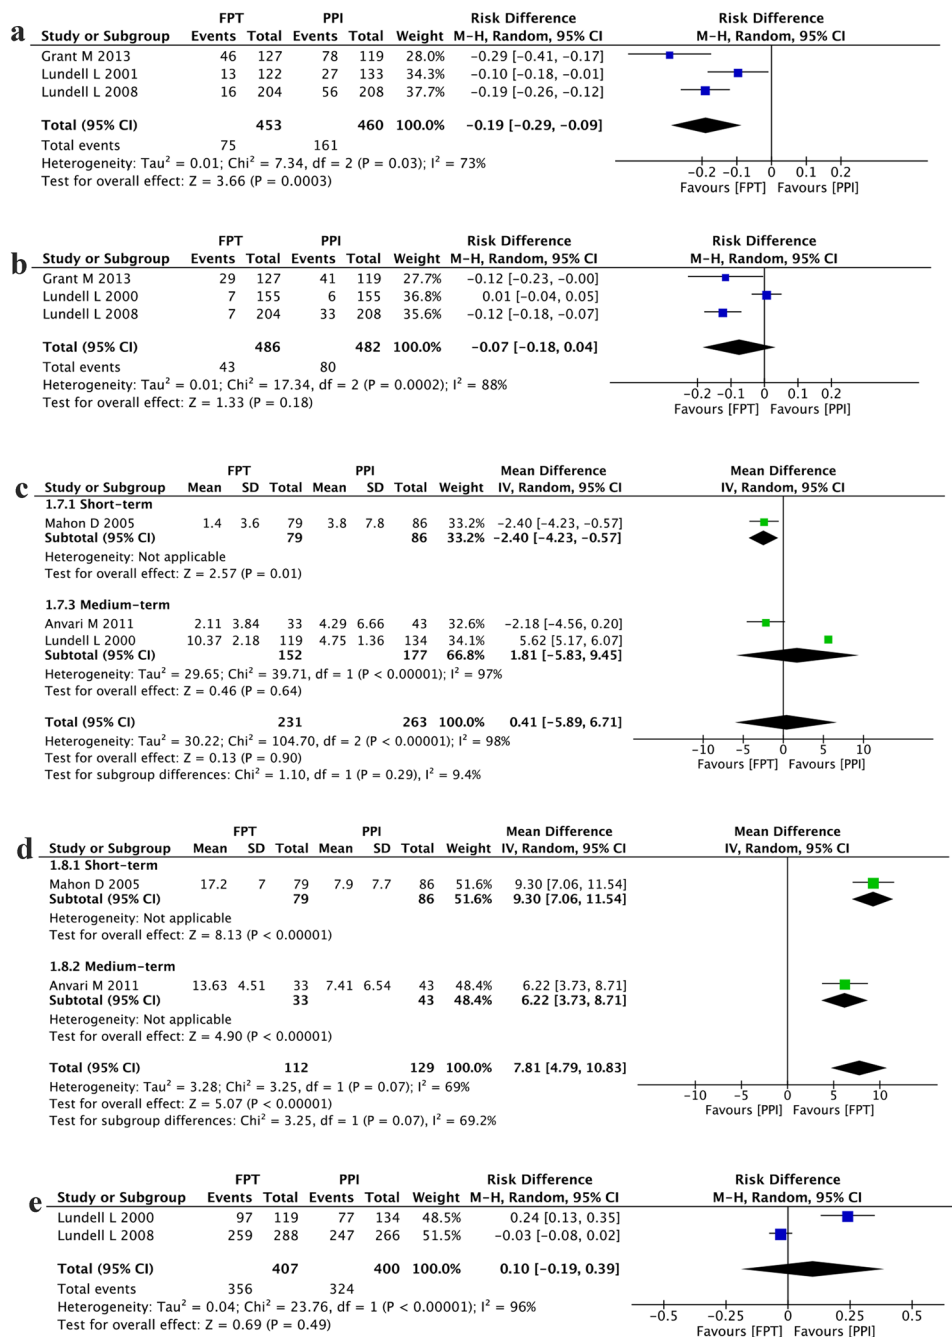 a
FPT PPI Risk Difference Risk Difference
Study or Subgroup Events Total Events Total Weight M-H, Random, 95% CI M-H, Random, 95% CI
Grant M 2013 46 127 78 119 28.0% -0.29 [-0.41, -0.17]
Lundell L 2001 13 122 27 133 34.3% -0.10 [-0.18, -0.01]
Lundell L 2008 16 204 56 208 37.7% -0.19 [-0.26, -0.12]
Total (95% CI) 453 460 100.0% -0.19 [-0.29, -0.09]
Total events 75 161
Heterogeneity: Tau² = 0.01; Chi² = 7.34, df = 2 (P = 0.03); I² = 73%
Test for overall effect: Z = 3.66 (P = 0.0003)
-0.2 -0.1 0 0.1 0.2
Favours [FPT] Favours [PPI]
b
FPT PPI Risk Difference Risk Difference
Study or Subgroup Events Total Events Total Weight M-H, Random, 95% CI M-H, Random, 95% CI
Grant M 2013 29 127 41 119 27.7% -0.12 [-0.23, -0.00]
Lundell L 2000 7 155 6 155 36.8% 0.01 [-0.04, 0.05]
Lundell L 2008 7 204 33 208 35.6% -0.12 [-0.18, -0.07]
Total (95% CI) 486 482 100.0% -0.07 [-0.18, 0.04]
Total events 43 80
Heterogeneity: Tau² = 0.01; Chi² = 17.34, df = 2 (P = 0.0002); I² = 88%
Test for overall effect: Z = 1.33 (P = 0.18)
-0.2 -0.1 0 0.1 0.2
Favours [FPT] Favours [PPI]
c
FPT PPI Mean Difference Mean Difference
Study or Subgroup Mean SD Total Mean SD Total Weight IV, Random, 95% CI IV, Random, 95% CI
1.7.1 Short-term
Mahon D 2005 1.4 3.6 79 3.8 7.8 86 33.2% -2.40 [-4.23, -0.57]
Subtotal (95% CI) 79 86 33.2% -2.40 [-4.23, -0.57]
Heterogeneity: Not applicable
Test for overall effect: Z = 2.57 (P = 0.01)
1.7.3 Medium-term
Anvari M 2011 2.11 3.84 33 4.29 6.66 43 32.6% -2.18 [-4.56, 0.20]
Lundell L 2000 10.37 2.18 119 4.75 1.36 134 34.1% 5.62 [5.17, 6.07]
Subtotal (95% CI) 152 177 66.8% 1.81 [-5.83, 9.45]
Heterogeneity: Tau² = 29.65; Chi² = 39.71, df = 1 (P < 0.00001); I² = 97%
Test for overall effect: Z = 0.46 (P = 0.64)
Total (95% CI) 231 263 100.0% 0.41 [-5.89, 6.71]
Heterogeneity: Tau² = 30.22; Chi² = 104.70, df = 2 (P < 0.00001); I² = 98%
Test for overall effect: Z = 0.13 (P = 0.90)
Test for subgroup differences: Chi² = 1.10, df = 1 (P = 0.29), I² = 9.4%
-10 -5 0 5 10
Favours [FPT] Favours [PPI]
d
FPT PPI Mean Difference Mean Difference
Study or Subgroup Mean SD Total Mean SD Total Weight IV, Random, 95% CI IV, Random, 95% CI
1.8.1 Short-term
Mahon D 2005 17.2 7 79 7.9 7.7 86 51.6% 9.30 [7.06, 11.54]
Subtotal (95% CI) 79 86 51.6% 9.30 [7.06, 11.54]
Heterogeneity: Not applicable
Test for overall effect: Z = 8.13 (P < 0.00001)
1.8.2 Medium-term
Anvari M 2011 13.63 4.51 33 7.41 6.54 43 48.4% 6.22 [3.73, 8.71]
Subtotal (95% CI) 33 43 48.4% 6.22 [3.73, 8.71]
Heterogeneity: Not applicable
Test for overall effect: Z = 4.90 (P < 0.00001)
Total (95% CI) 112 129 100.0% 7.81 [4.79, 10.83]
Heterogeneity: Tau² = 3.28; Chi² = 3.25, df = 1 (P = 0.07); I² = 69%
Test for overall effect: Z = 5.07 (P < 0.00001)
Test for subgroup differences: Chi² = 3.25, df = 1 (P = 0.07), I² = 69.2%
-10 -5 0 5 10
Favours [PPI] Favours [FPT]
e
FPT PPI Risk Difference Risk Difference
Study or Subgroup Events Total Events Total Weight M-H, Random, 95% CI M-H, Random, 95% CI
Lundell L 2000 97 119 77 134 48.5% 0.24 [0.13, 0.35]
Lundell L 2008 259 288 247 266 51.5% -0.03 [-0.08, 0.02]
Total (95% CI) 407 400 100.0% 0.10 [-0.19, 0.39]
Total events 356 324
Heterogeneity: Tau² = 0.04; Chi² = 23.76, df = 1 (P < 0.00001); I² = 96%
Test for overall effect: Z = 0.69 (P = 0.49)
-0.5 -0.25 0 0.25 0.5
Favours [PPI] Favours [FPT]